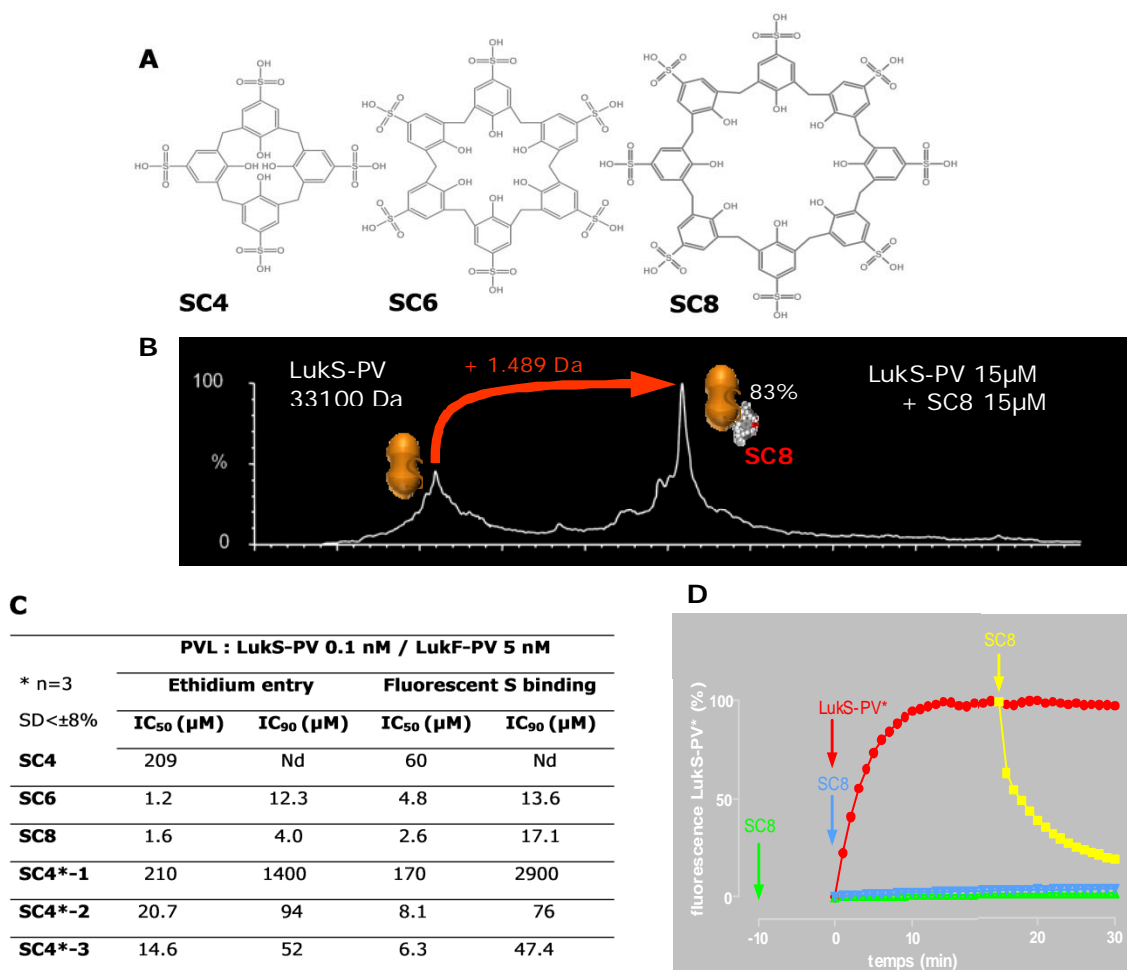 A
SC4
SC6
SC8
B
LukS-PV
33100 Da
+ 1.489 Da
83%
SC8
LukS-PV 15µM
+ SC8 15µM
100
%
0
C
PVL : LukS-PV 0.1 nM / LukF-PV 5 nM
* n=3 Ethidium entry Fluorescent S binding
SD<±8% IC50 (µM) IC90 (µM) IC50 (µM) IC90 (µM)
SC4 209 Nd 60 Nd
SC6 1.2 12.3 4.8 13.6
SC8 1.6 4.0 2.6 17.1
SC4*-1 210 1400 170 2900
SC4*-2 20.7 94 8.1 76
SC4*-3 14.6 52 6.3 47.4
D
SC8
LukS-PV*
SC8
SC8
fluorescence LukS-PV* (%)
100
50
0
-10 0 10 20 30
temps (min)